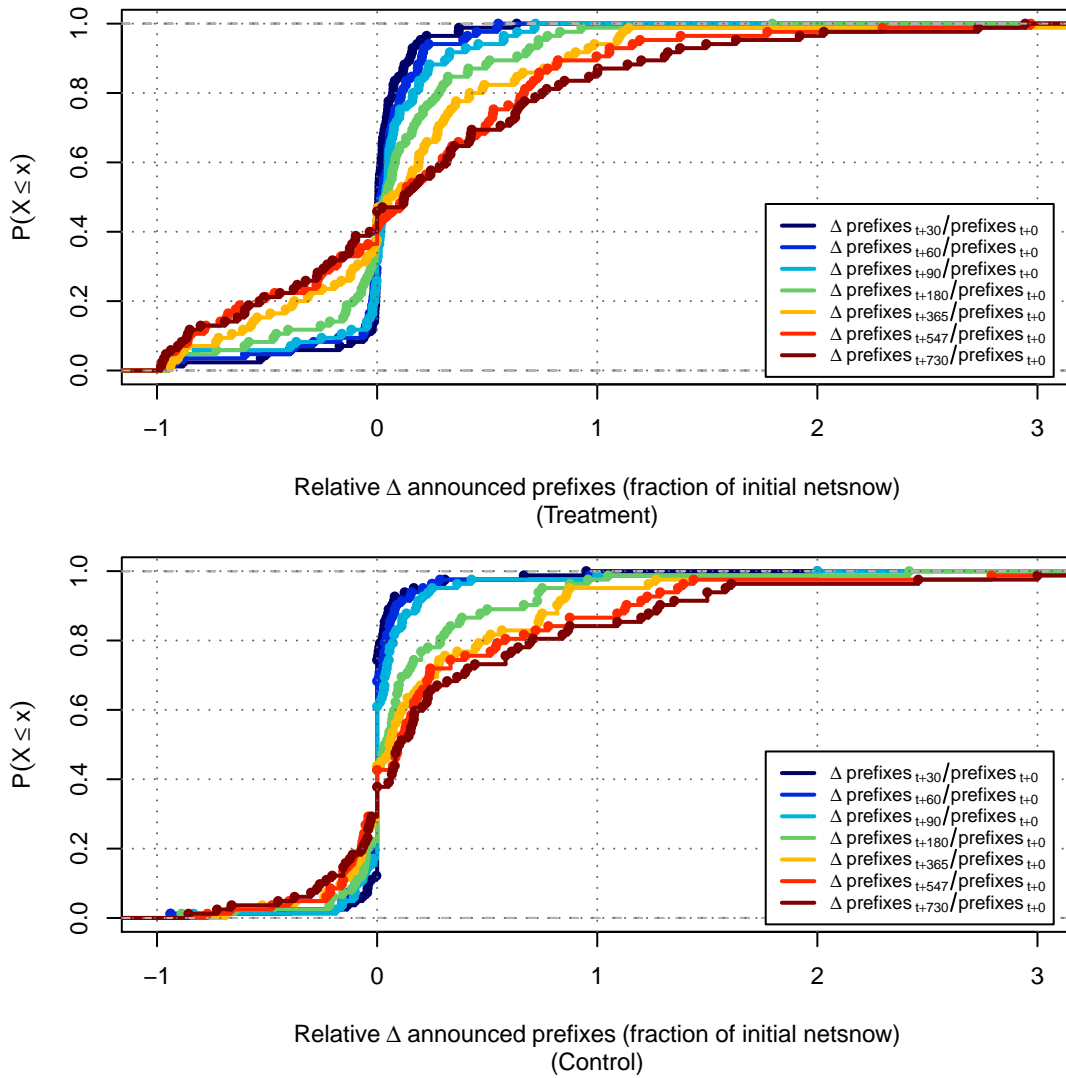 P(X ≤ x)
1.0
0.8
0.6
0.4
0.2
0.0
Δ prefixes t+30/prefixes t+0
Δ prefixes t+60/prefixes t+0
Δ prefixes t+90/prefixes t+0
Δ prefixes t+180/prefixes t+0
Δ prefixes t+365/prefixes t+0
Δ prefixes t+547/prefixes t+0
Δ prefixes t+730/prefixes t+0
−1 0 1 2 3
Relative Δ announced prefixes (fraction of initial netsnow)
(Treatment)
P(X ≤ x)
1.0
0.8
0.6
0.4
0.2
0.0
Δ prefixes t+30/prefixes t+0
Δ prefixes t+60/prefixes t+0
Δ prefixes t+90/prefixes t+0
Δ prefixes t+180/prefixes t+0
Δ prefixes t+365/prefixes t+0
Δ prefixes t+547/prefixes t+0
Δ prefixes t+730/prefixes t+0
−1 0 1 2 3
Relative Δ announced prefixes (fraction of initial netsnow)
(Control)